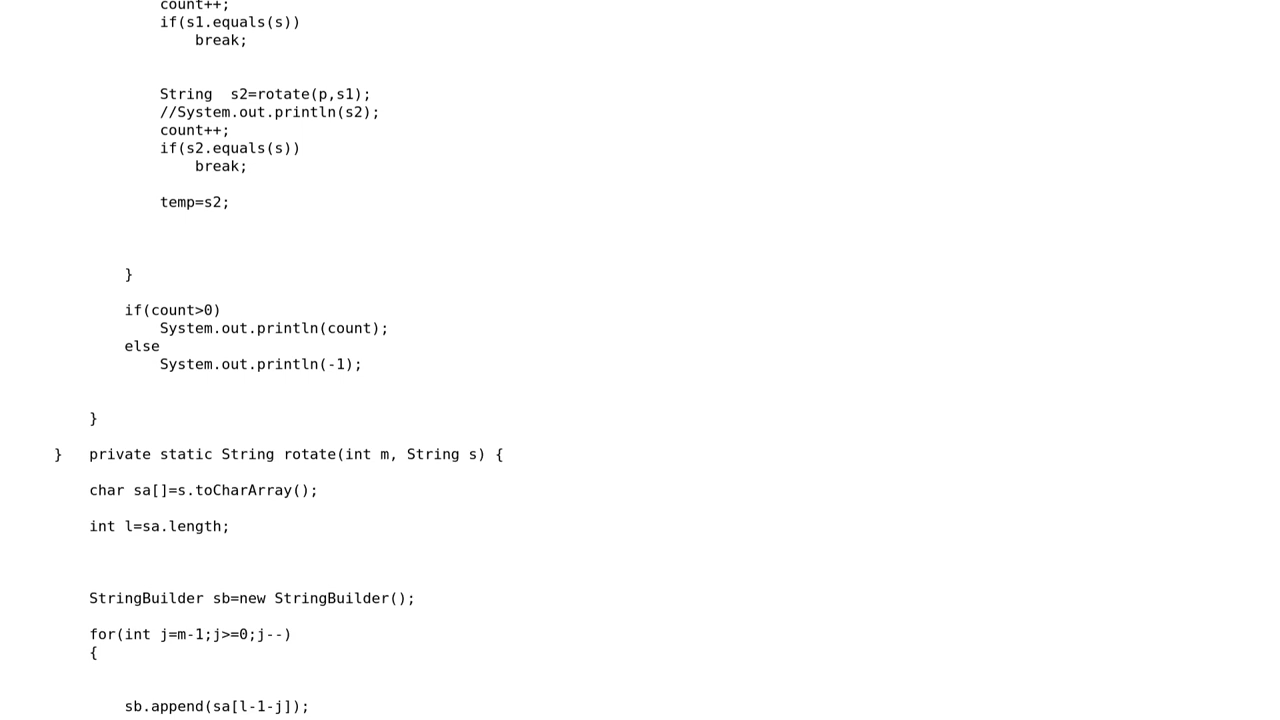 count++;
if(s1.equals(s))
break;
String  s2=rotate(p,s1);
//System.out.println(s2);
count++;
if(s2.equals(s))
break;
temp=s2;
}
if(count>0)
System.out.println(count);
else
System.out.println(-1);
}
}   private static String rotate(int m, String s) {
char sa[]=s.toCharArray();
int l=sa.length;
StringBuilder sb=new StringBuilder();
for(int j=m-1;j>=0;j--)
{
sb.append(sa[l-1-j]);